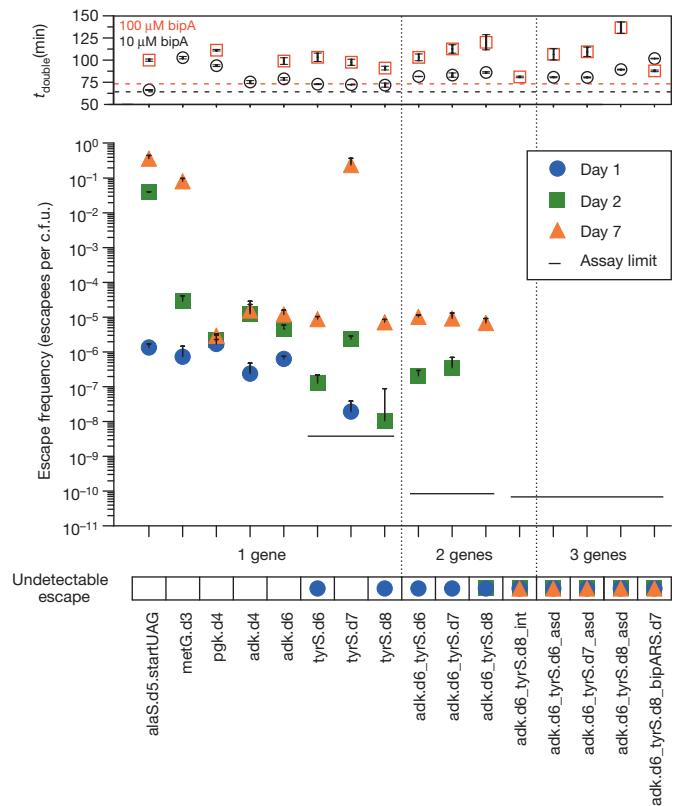 100 μM bipA
10 μM bipA
t_double (min)
150
125
100
75
50
Escape frequency (escapees per c.f.u.)
10^0
10^-1
10^-2
10^-3
10^-4
10^-5
10^-6
10^-7
10^-8
10^-9
10^-10
10^-11
Day 1
Day 2
Day 7
Assay limit
1 gene
2 genes
3 genes
Undetectable
escape
alaS.d5.startUAG
metG.d3
pgk.d4
adk.d4
adk.d6
tyrS.d6
tyrS.d7
tyrS.d8
adk.d6_tyrS.d6
adk.d6_tyrS.d7
adk.d6_tyrS.d8
adk.d6_tyrS.d8_int
adk.d6_tyrS.d6_asd
adk.d6_tyrS.d7_asd
adk.d6_tyrS.d8_asd
adk.d6_tyrS.d8_bipARS.d7